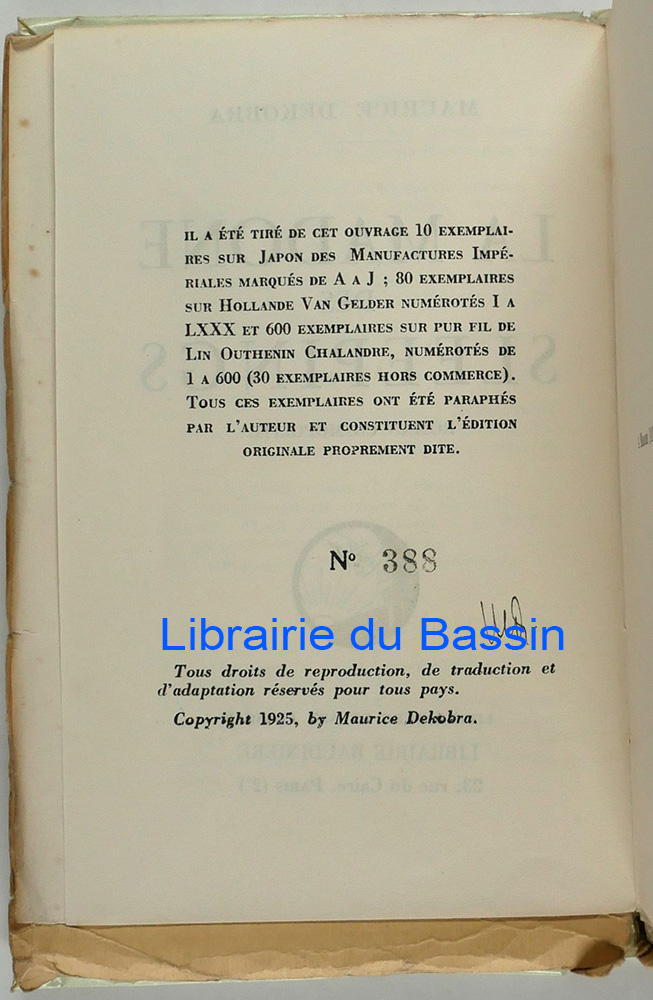 IL A ÉTÉ TIRÉ DE CET OUVRAGE 10 EXEMPLAI-
RES SUR JAPON DES MANUFACTURES IMPÉ-
RIALES MARQUÉS DE A A J ; 80 EXEMPLAIRES
SUR HOLLANDE VAN GELDER NUMÉROTÉS I A
LXXX ET 600 EXEMPLAIRES SUR PUR FIL DE
LIN OUTHENIN CHALANDRE, NUMÉROTÉS DE
1 A 600 (30 EXEMPLAIRES HORS COMMERCE).
TOUS CES EXEMPLAIRES ONT ÉTÉ PARAPHÉS
PAR L'AUTEUR ET CONSTITUENT L'ÉDITION
ORIGINALE PROPREMENT DITE.
Nº 388
Librairie du Bassin
Tous droits de reproduction, de traduction et
d'adaptation réservés pour tous pays.
Copyright 1925, by Maurice Dekobra.